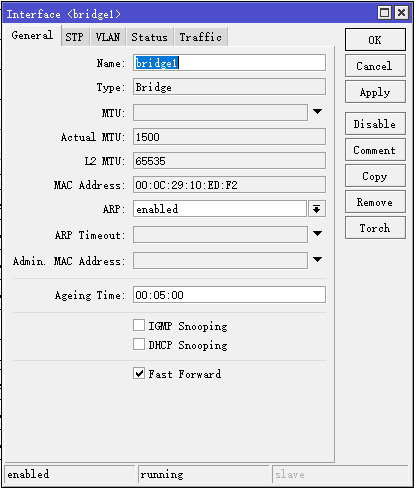 Interface <bridge1>
General STP VLAN Status Traffic
OK
Name: bridge1
Cancel
Type: Bridge
Apply
MTU:
Disable
Actual MTU: 1500
Comment
L2 MTU: 65535
Copy
MAC Address: 00:0C:29:10:ED:F2
Remove
ARP: enabled
Torch
ARP Timeout:
Admin. MAC Address:
Ageing Time: 00:05:00
IGMP Snooping
DHCP Snooping
Fast Forward
enabled running slave